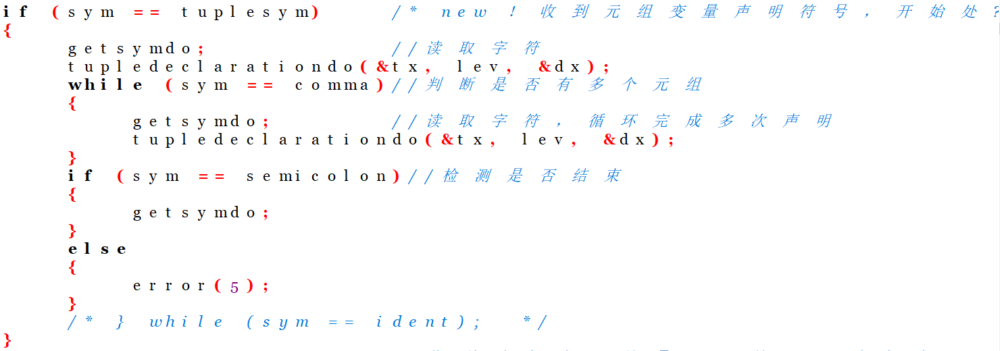 if (sym == tuplesym) /* new ! 收到元组变量声明符号，开始处
{
getsymdo; //读取字符
tupledeclarationdo(&tx, lev, &dx);
while (sym == comma)//判断是否有多个元组
{
getsymdo; //读取字符，循环完成多次声明
tupledeclarationdo(&tx, lev, &dx);
}
if (sym == semicolon)//检测是否结束
{
getsymdo;
}
else
{
error(5);
}
/* } while (sym == ident); */
}